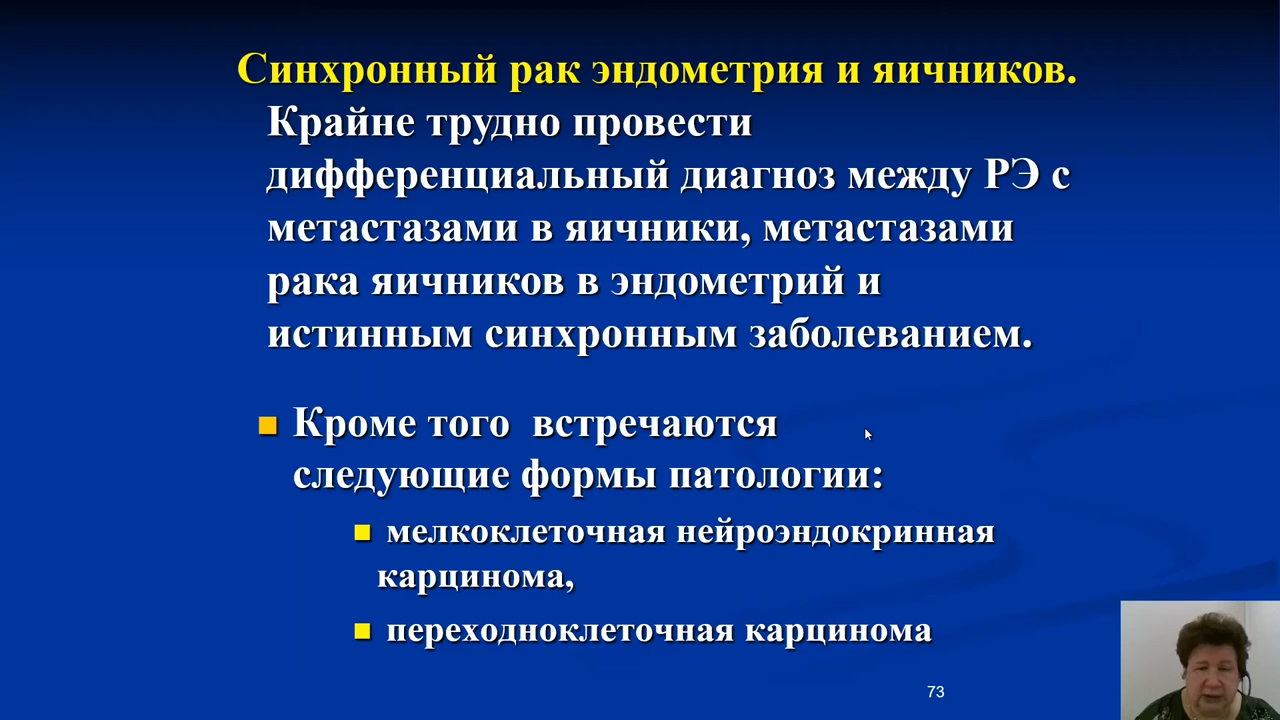 Синхронный рак эндометрия и яичников.
Крайне трудно провести
дифференциальный диагноз между РЭ с
метастазами в яичники, метастазами
рака яичников в эндометрий и
истинным синхронным заболеванием.
Кроме того встречаются
следующие формы патологии:
мелкоклеточная нейроэндокринная
карцинома,
переходноклеточная карцинома
73